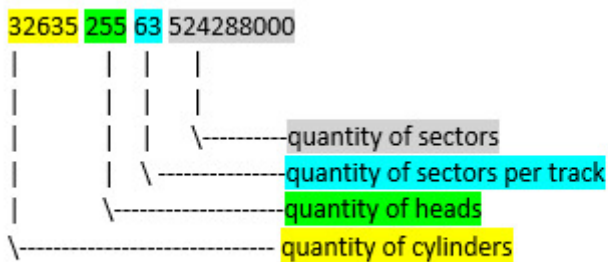 32635 255 63 524288000
| | | |
| | | |
| | | \----------quantity of sectors
| | \ --------------quantity of sectors per track
| \-------------------quantity of heads
\----------------------------- quantity of cylinders